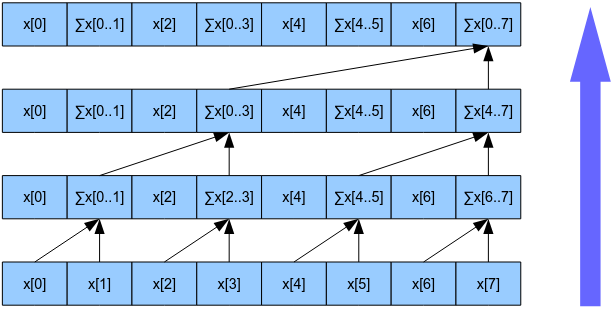 x[0] ∑x[0..1] x[2] ∑x[0..3] x[4] ∑x[4..5] x[6] ∑x[0..7]
x[0] ∑x[0..1] x[2] ∑x[0..3] x[4] ∑x[4..5] x[6] ∑x[4..7]
x[0] ∑x[0..1] x[2] ∑x[2..3] x[4] ∑x[4..5] x[6] ∑x[6..7]
x[0] x[1] x[2] x[3] x[4] x[5] x[6] x[7]